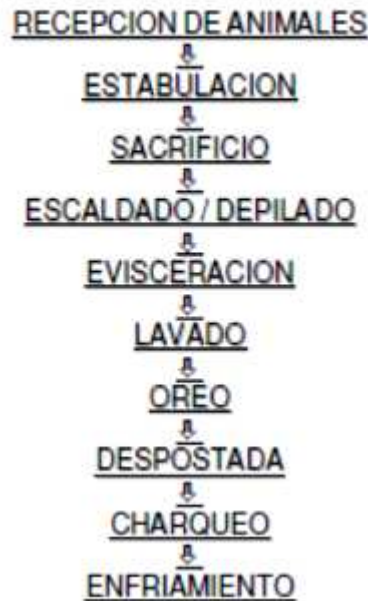 RECEPCION DE ANIMALES
ESTABULACION
SACRIFICIO
ESCALDADO / DEPILADO
EVISCERACION
LAVADO
OREO
DESPOSTADA
CHARQUEO
ENFRIAMIENTO